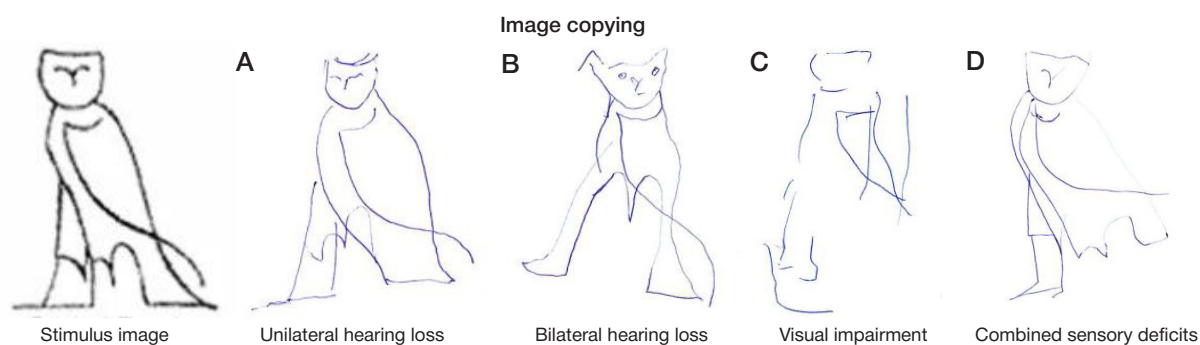 Image copying
A
B
C
D
Stimulus image
Unilateral hearing loss
Bilateral hearing loss
Visual impairment
Combined sensory deficits